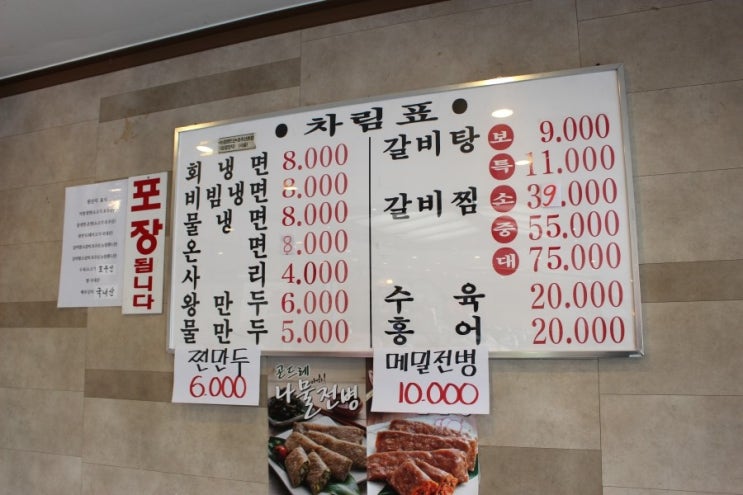 ● 차림표 ●
회냉면 8.000
비빔냉면 8.000
물냉면 8.000
온면 8.000
사리 4.000
왕만두 6.000
물만두 5.000
갈비탕 보 9.000
특 11.000
갈비찜 소 39.000
중 55.000
대 75.000
수육 20.000
홍어 20.000
포장됩니다
국내산
찐만두
6.000
메밀전병
10.000
곤드레
나물전병